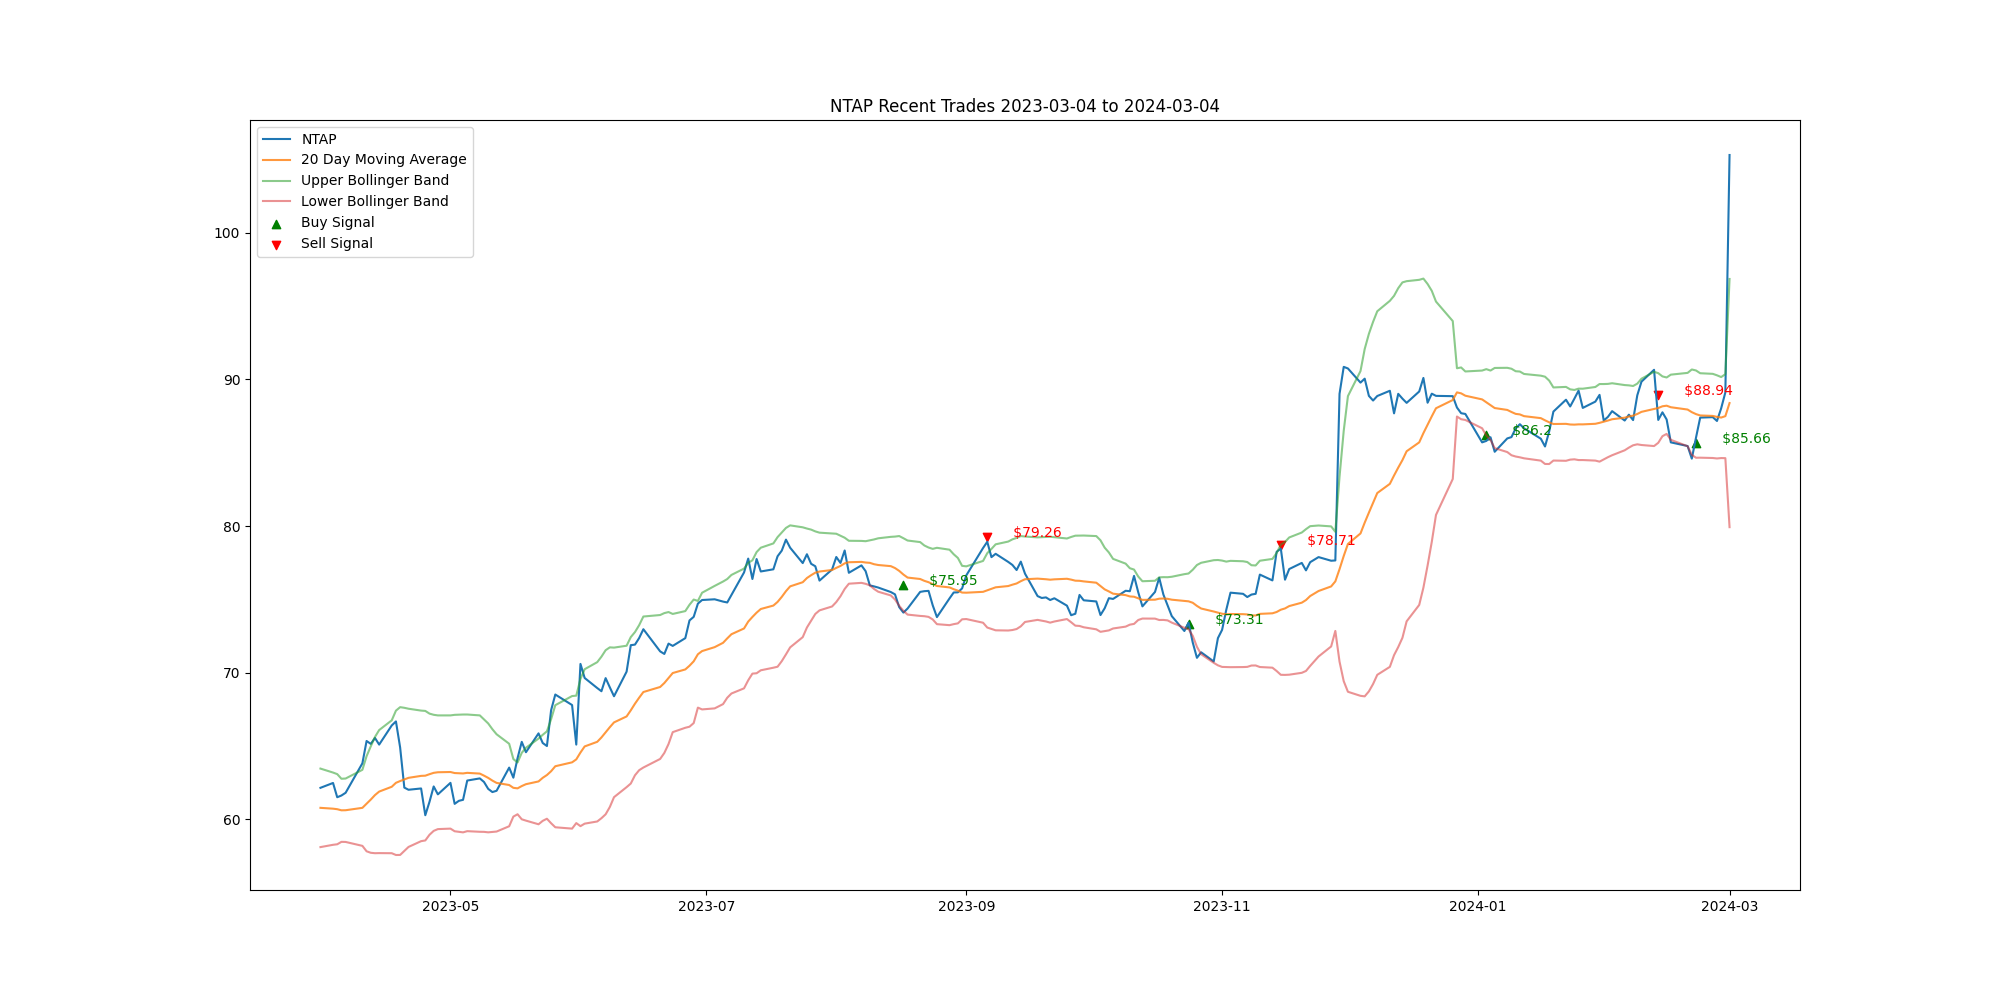 NTAP Recent Trades 2023-03-04 to 2024-03-04
NTAP
20 Day Moving Average
Upper Bollinger Band
Lower Bollinger Band
Buy Signal
Sell Signal
100
90
80
70
60
$75.95
$79.26
$73.31
$78.71
$86.2
$88.94
$85.66
2023-05
2023-07
2023-09
2023-11
2024-01
2024-03